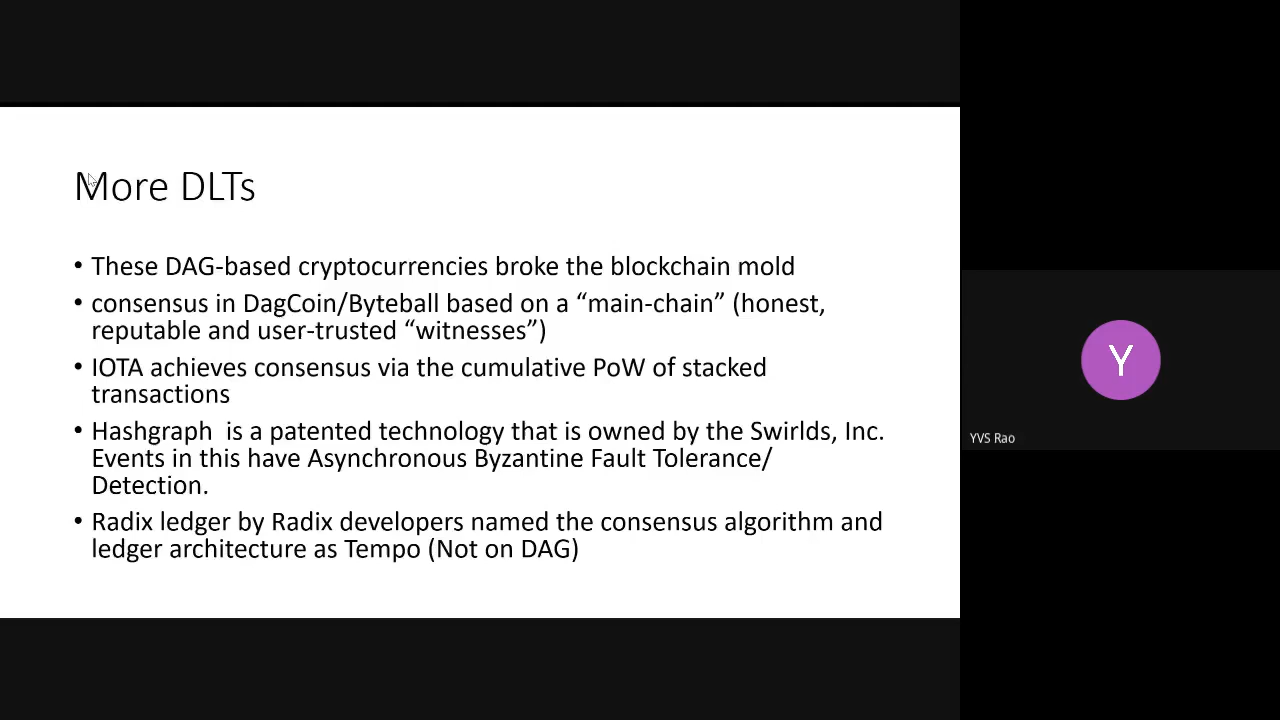 More DLTs
• These DAG-based cryptocurrencies broke the blockchain mold
• consensus in DagCoin/Byteball based on a “main-chain” (honest,
reputable and user-trusted “witnesses”)
• IOTA achieves consensus via the cumulative PoW of stacked
transactions
• Hashgraph  is a patented technology that is owned by the Swirlds, Inc.
Events in this have Asynchronous Byzantine Fault Tolerance/
Detection.
• Radix ledger by Radix developers named the consensus algorithm and
ledger architecture as Tempo (Not on DAG)
Y
YVS Rao